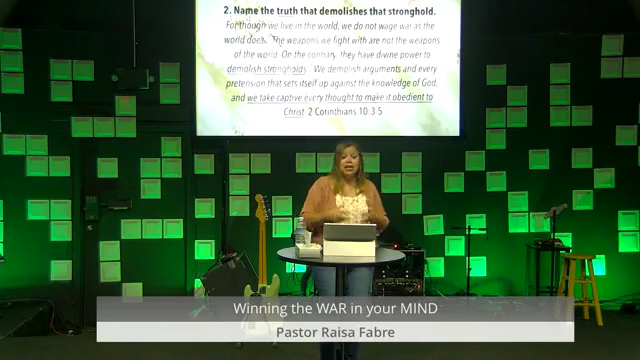 2. Name the truth that demolishes that stronghold.
For though we live in the world, we do not wage war as the
world does. The weapons we fight with are not the weapons
of the world. On the contrary, they have divine power to
demolish strongholds. We demolish arguments and every
pretension that sets itself up against the knowledge of God,
and we take captive every thought to make it obedient to
Christ. 2 Corinthians 10:3-5
Winning the WAR in your MIND
Pastor Raisa Fabre